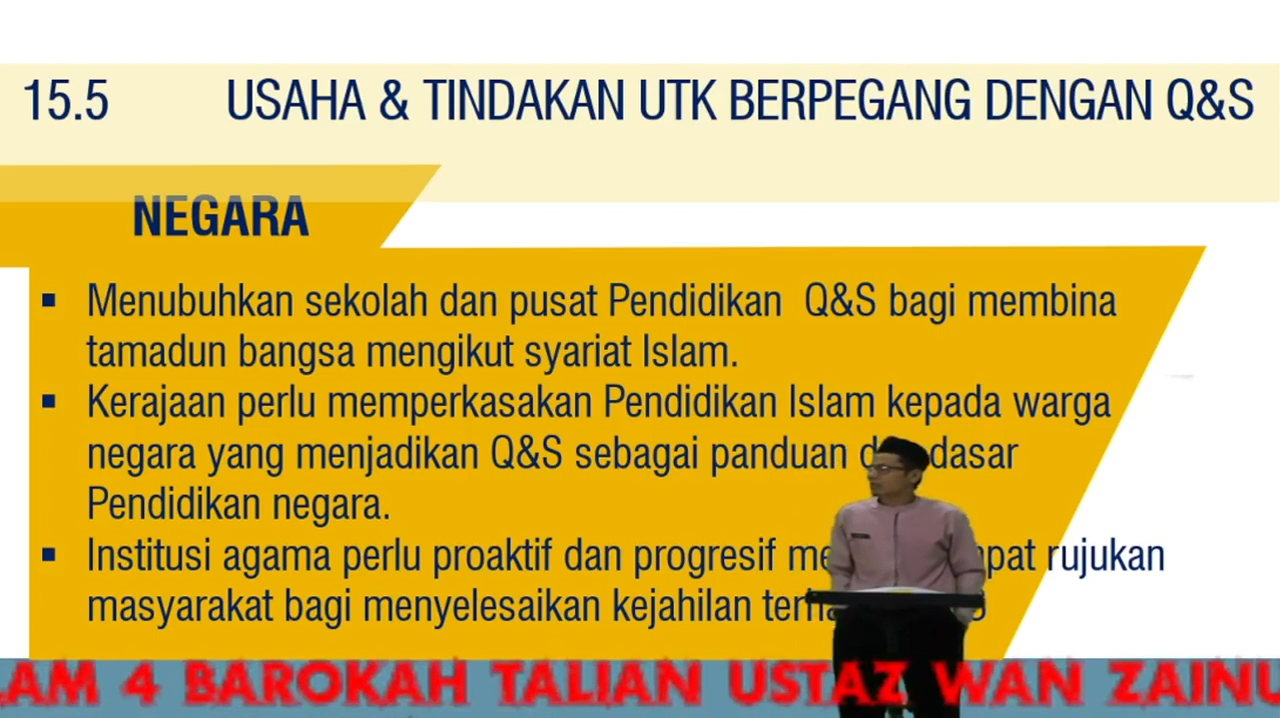 15.5 USAHA & TINDAKAN UTK BERPEGANG DENGAN Q&S
NEGARA
▪ Menubuhkan sekolah dan pusat Pendidikan Q&S bagi membina
tamadun bangsa mengikut syariat Islam.
▪ Kerajaan perlu memperkasakan Pendidikan Islam kepada warga
negara yang menjadikan Q&S sebagai panduan dasar
Pendidikan negara.
▪ Institusi agama perlu proaktif dan progresif rujukan
masyarakat bagi menyelesaikan kejahilan
4 BAROKAH TALIAN USTAZ WAN